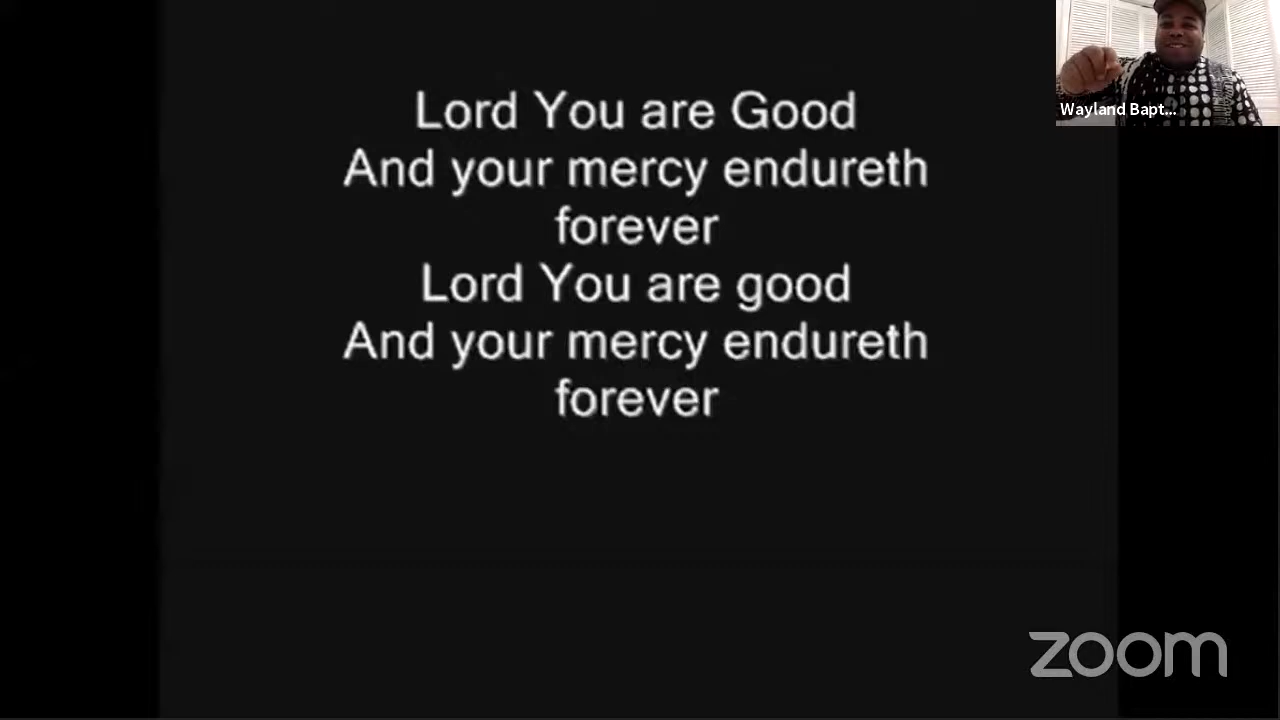 Lord You are Good
And your mercy endureth
forever
Lord You are good
And your mercy endureth
forever
Wayland Bapt...
zoom